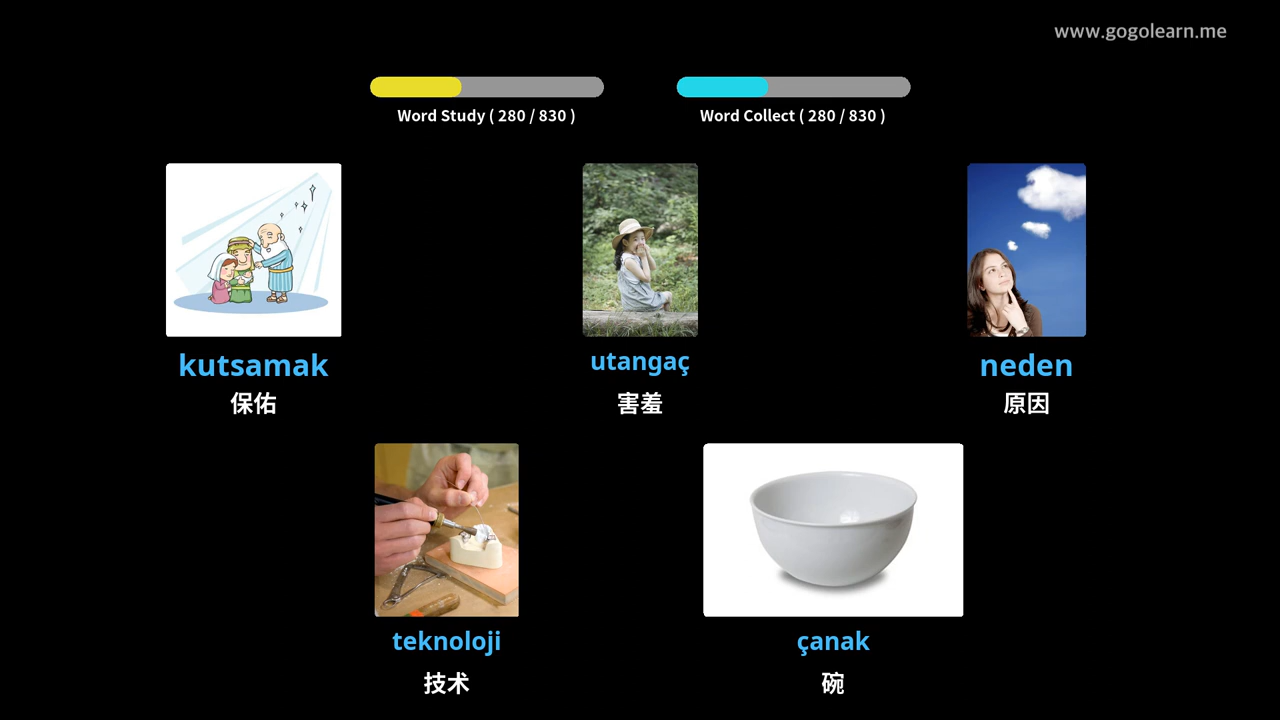 www.gogolearn.me
Word Study ( 280 / 830 )
Word Collect ( 280 / 830 )
kutsamak
保佑
utangaç
害羞
neden
原因
teknoloji
技术
çanak
碗